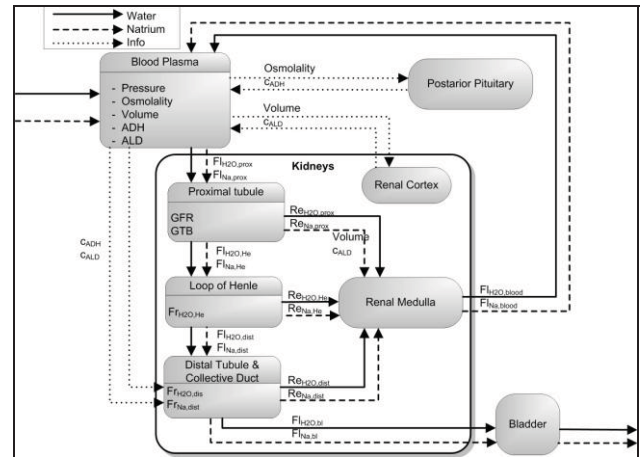 Water
Natrium
Info
Blood Plasma
- Pressure
- Osmolality
- Volume
- ADH
- ALD
Osmolality
cADH
Posterior Pituitary
Volume
cALD
Kidneys
Renal Cortex
FlH2O,prox
FlNa,prox
Proximal tubule
GFR
GTB
ReH2O,prox
ReNa,prox
Volume
cALD
cADH
cALD
FlH2O,He
FlNa,He
Loop of Henle
FrH2O,He
ReH2O,He
ReNa,He
Renal Medulla
FlH2O,blood
FlNa,blood
FlH2O,dist
FlNa,dist
Distal Tubule &
Collective Duct
FrH2O,dis
FrNa,dist
ReH2O,dist
ReNa,dist
FlH2O,bl
FlNa,bl
Bladder